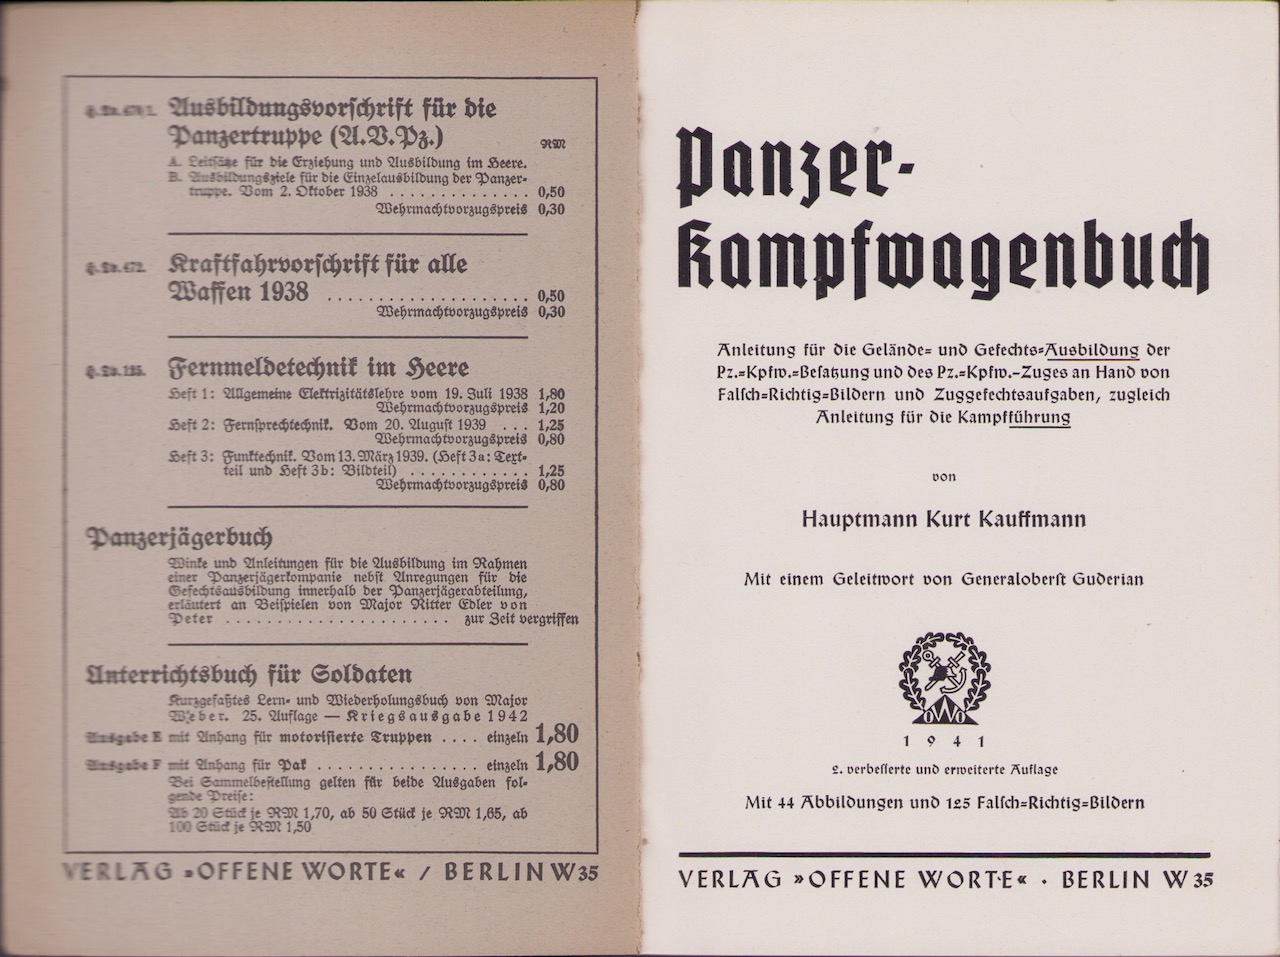 H.Dv. 470/1. Ausbildungsvorschrift für die
Panzertruppe (A.V.Pz.)
RM
A. Leitsätze für die Erziehung und Ausbildung im Heere.
B. Ausbildungsziele für die Einzelausbildung der Panzer-
truppe. Vom 2. Oktober 1938 . . . . . . . . . . . . . . 0,50
Wehrmachtvorzugspreis 0,30
H.Dv. 472. Kraftfahrvorschrift für alle
Waffen 1938 . . . . . . . . . . . . . . . . . . . 0,50
Wehrmachtvorzugspreis 0,30
H.Dv. 125. Fernmeldetechnik im Heere
Heft 1: Allgemeine Elektrizitätslehre vom 19. Juli 1938 1,80
Wehrmachtvorzugspreis 1,20
Heft 2: Fernsprechtechnik. Vom 20. August 1939 . . . 1,25
Wehrmachtvorzugspreis 0,80
Heft 3: Funktechnik. Vom 13. März 1939. (Heft 3a: Text-
teil und Heft 3b: Bildteil) . . . . . . . . . . . . 1,25
Wehrmachtvorzugspreis 0,80
Panzerjägerbuch
Winke und Anleitungen für die Ausbildung im Rahmen
einer Panzerjägerkompanie nebst Anregungen für die
Gefechtsausbildung innerhalb der Panzerjägerabteilung,
erläutert an Beispielen von Major Ritter Edler von
Peter . . . . . . . . . . . . . . . . . . . . . . zur Zeit vergriffen
Unterrichtsbuch für Soldaten
Kurzgefaßtes Lern- und Wiederholungsbuch von Major
Weber. 25. Auflage — Kriegsausgabe 1942
Ausgabe E mit Anhang für motorisierte Truppen . . . . einzeln 1,80
Ausgabe F mit Anhang für Pak . . . . . . . . . . . . . . . . einzeln 1,80
Bei Sammelbestellung gelten für beide Ausgaben fol-
gende Preise:
Ab 20 Stück je RM 1,70, ab 50 Stück je RM 1,65, ab
100 Stück je RM 1,50
VERLAG »OFFENE WORTE« / BERLIN W 35
Panzer-
Kampfwagenbuch
Anleitung für die Gelände- und Gefechts-Ausbildung der
Pz.-Kpfw.-Besatzung und des Pz.-Kpfw.-Zuges an Hand von
Falsch-Richtig-Bildern und Zuggefechtsaufgaben, zugleich
Anleitung für die Kampfführung
von
Hauptmann Kurt Kauffmann
Mit einem Geleitwort von Generaloberst Guderian
OWO
1941
2. verbesserte und erweiterte Auflage
Mit 44 Abbildungen und 125 Falsch-Richtig-Bildern
VERLAG »OFFENE WORTE« · BERLIN W 35